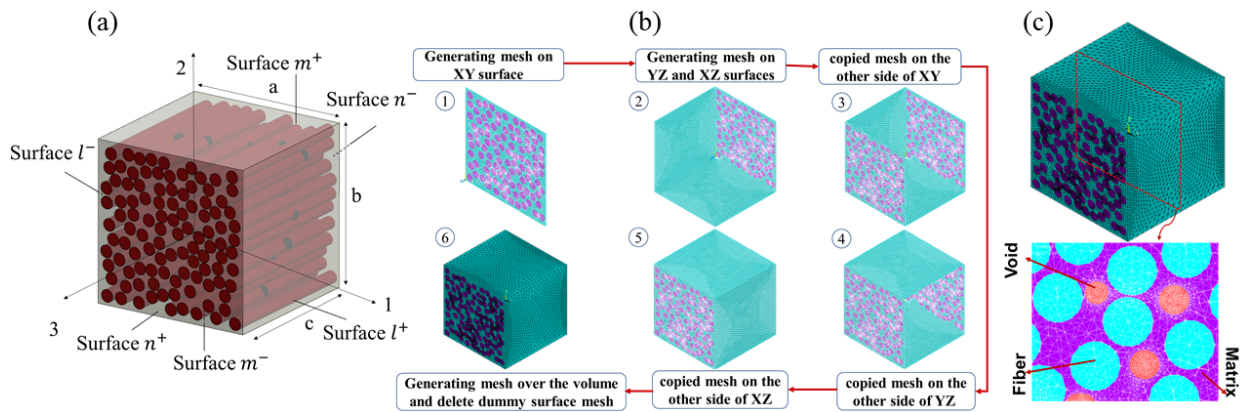 (a)
2
Surface m⁺
a
Surface n⁻
Surface l⁻
b
1
3
c
Surface l⁺
Surface n⁺
Surface m⁻
(b)
Generating mesh on
XY surface
Generating mesh on
YZ and XZ surfaces
copied mesh on the
other side of XY
1
2
3
6
5
4
Generating mesh over the volume
and delete dummy surface mesh
copied mesh on the
other side of XZ
copied mesh on the
other side of YZ
(c)
Void
Fiber
Matrix